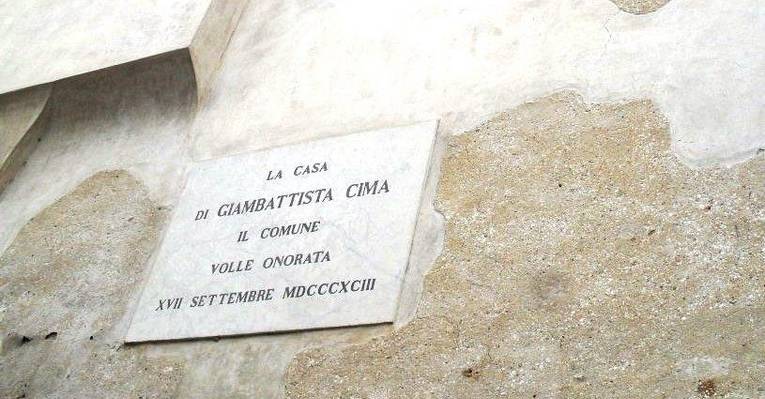 LA CASA
DI GIAMBATTISTA CIMA
IL COMUNE
VOLLE ONORATA
XVII SETTEMBRE MDCCCXCIII